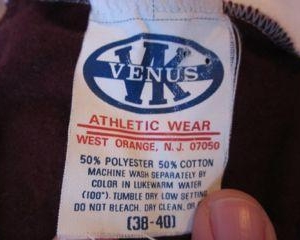 VENUS
VK
ATHLETIC WEAR
WEST ORANGE, N. J. 07050
50% POLYESTER 50% COTTON
MACHINE WASH SEPARATELY BY
COLOR IN LUKEWARM WATER
(100°). TUMBLE DRY LOW SETTING
DO NOT BLEACH, DRY CLEAN, OR
(38-40)